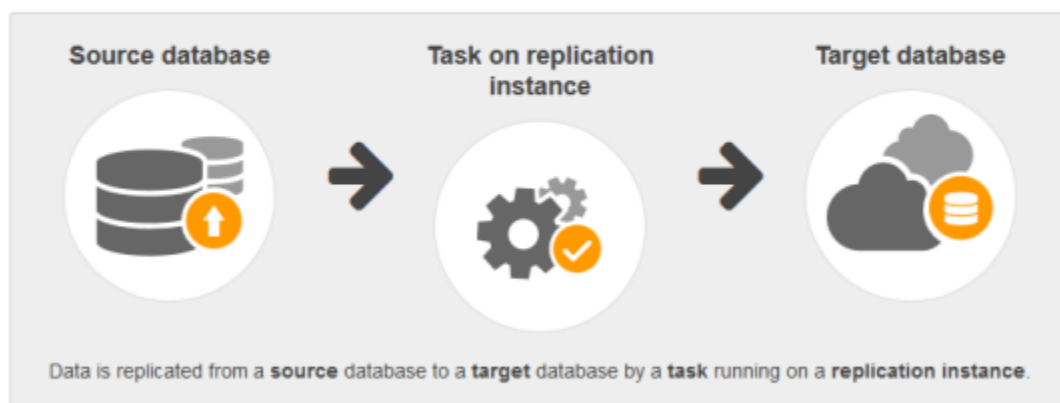 Source database
Task on replication
instance
Target database
Data is replicated from a source database to a target database by a task running on a replication instance.